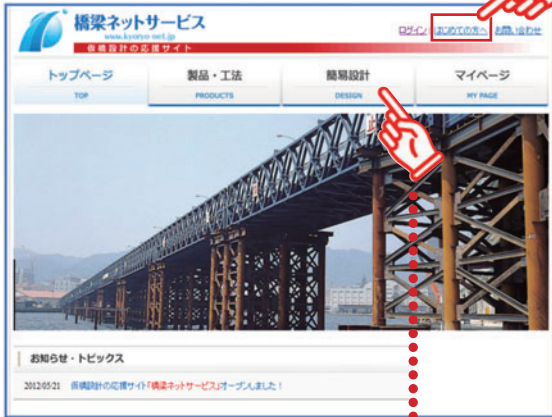 橋梁ネットサービス
www.kyoryo-net.jp
仮橋設計の応援サイト
ログイン はじめての方へ お問い合わせ
トップページ 製品・工法 簡易設計 マイページ
TOP PRODUCTS DESIGN MY PAGE
お知らせ・トピックス
2012 05/21 仮橋設計の応援サイト「橋梁ネットサービス」オープンしました！